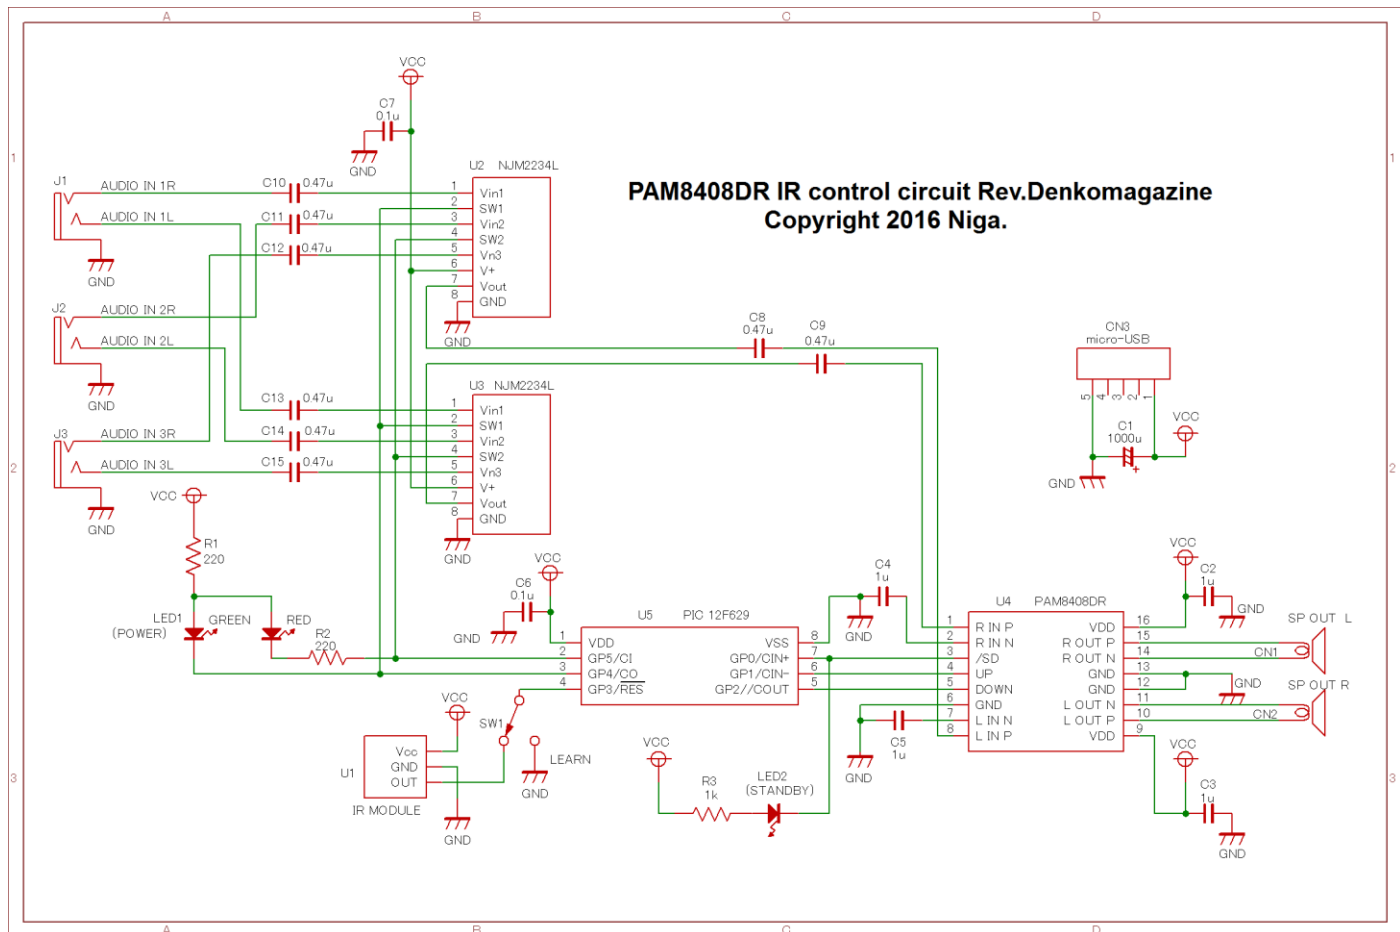 A B C D
VCC
C7
0.1u
GND
1 1
U2 NJM2234L
J1
AUDIO IN 1R
C10 0.47u
1 Vin1
2 SW1
AUDIO IN 1L
C11 0.47u
3 Vin2
4 SW2
C12 0.47u
5 Vn3
6 V+
7 Vout
8 GND
GND
GND
PAM8408DR IR control circuit Rev.Denkomagazine
Copyright 2016 Niga.
J2
AUDIO IN 2R
AUDIO IN 2L
GND
C8
0.47u
C9
0.47u
CN3
micro-USB
5 4 3 2 1
VCC
C1
1000u
+
GND
U3 NJM2234L
C13 0.47u
1 Vin1
2 SW1
C14 0.47u
3 Vin2
4 SW2
C15 0.47u
5 Vn3
6 V+
7 Vout
8 GND
GND
J3
AUDIO IN 3R
AUDIO IN 3L
GND
2 2
VCC
R1
220
LED1
(POWER)
GREEN
RED
R2
220
VCC
C6
0.1u
GND
U5 PIC 12F629
1 VDD
2 GP5/CI
3 GP4/CO
4 GP3/RES
VSS 8
GP0/CIN+ 7
GP1/CIN- 6
GP2//COUT 5
C4
1u
GND
U4 PAM8408DR
1 R IN P
2 R IN N
3 /SD
4 UP
5 DOWN
6 GND
7 L IN N
8 L IN P
VDD 16
R OUT P 15
R OUT N 14
GND 13
GND 12
L OUT N 11
L OUT P 10
VDD 9
VCC
C2
1u
GND
SP OUT L
CN1
GND
SP OUT R
CN2
VCC
SW1
LEARN
GND
U1
Vcc
GND
OUT
IR MODULE
GND
C5
1u
GND
VCC
R3
1k
LED2
(STANDBY)
VCC
C3
1u
GND
3 3
A B C D